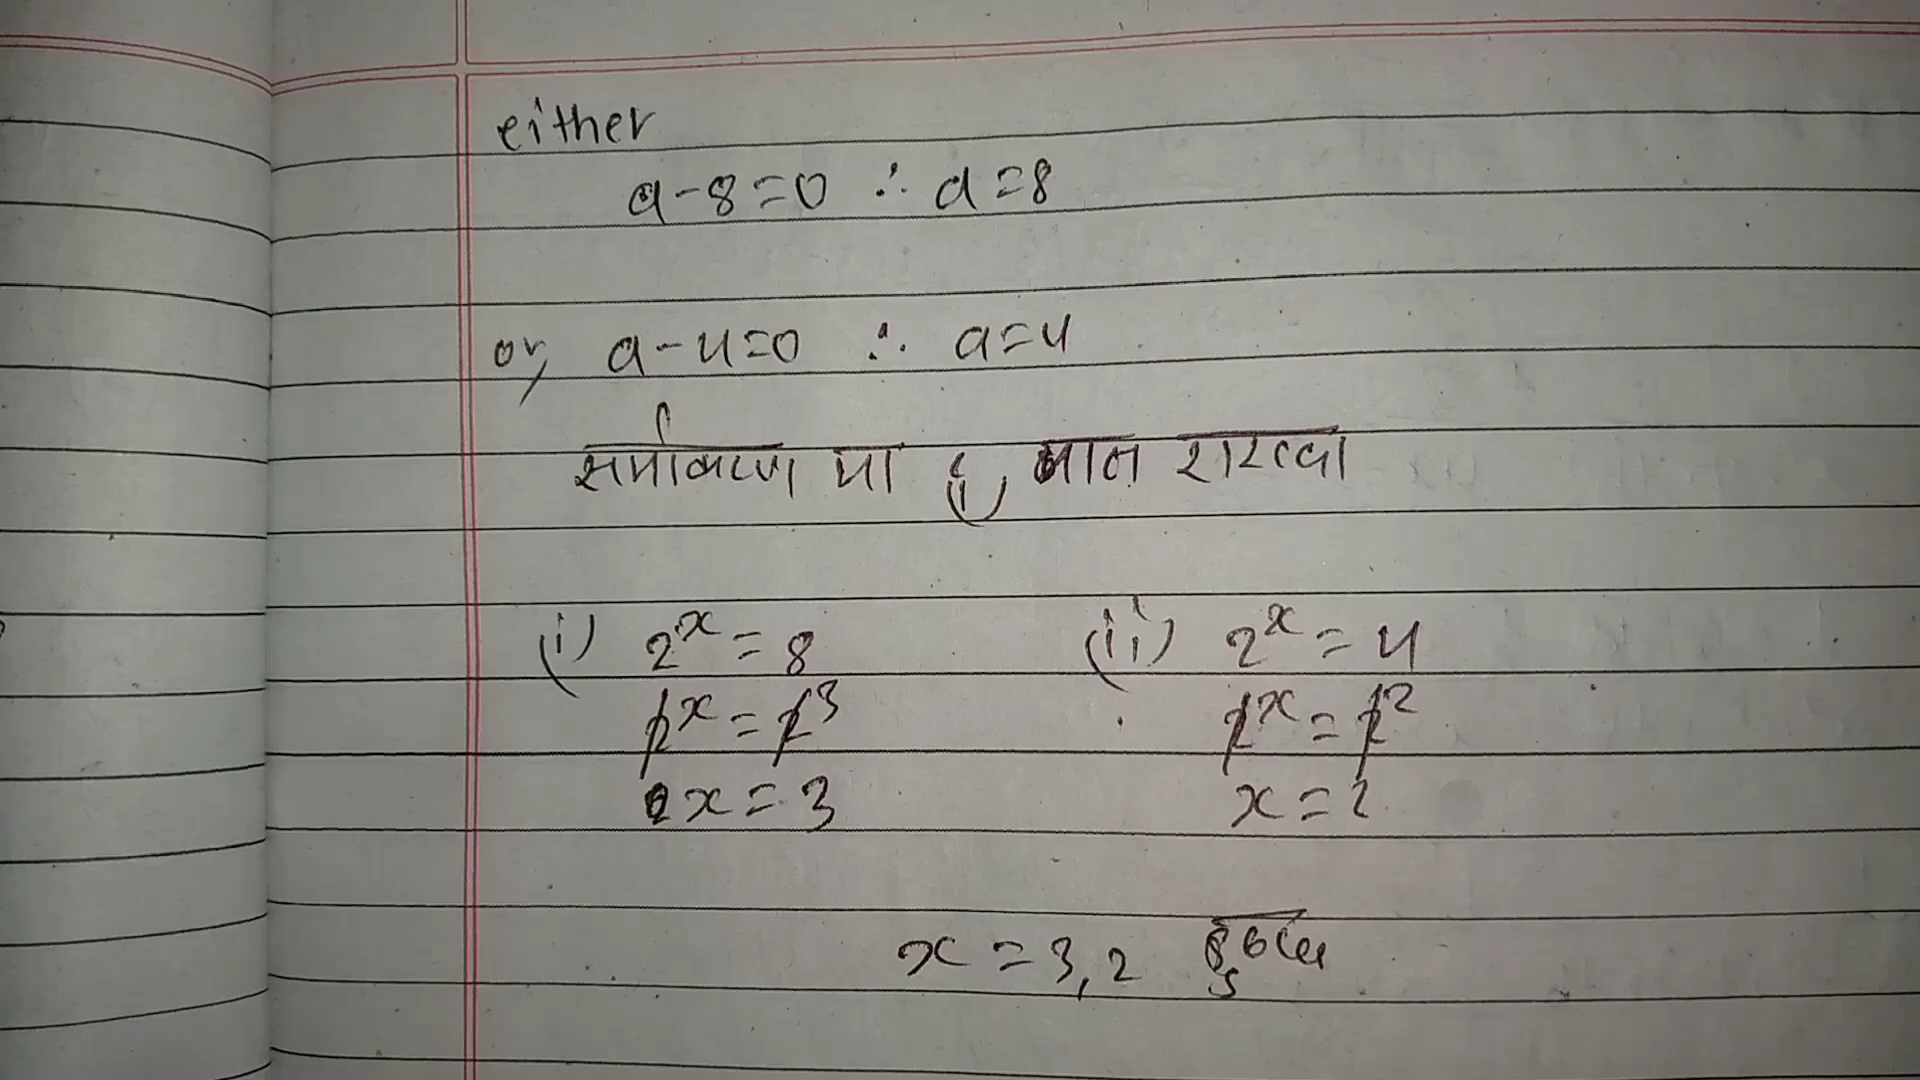 either
a-8=0 ∴ a=8
or, a-4=0 ∴ a=4
समीकरण मा (i) मान राख्दा
(i) 2^x = 8 (ii) 2^x = 4
2^x = 2^3 2^x = 2^2
x = 3 x = 2
x = 3, 2